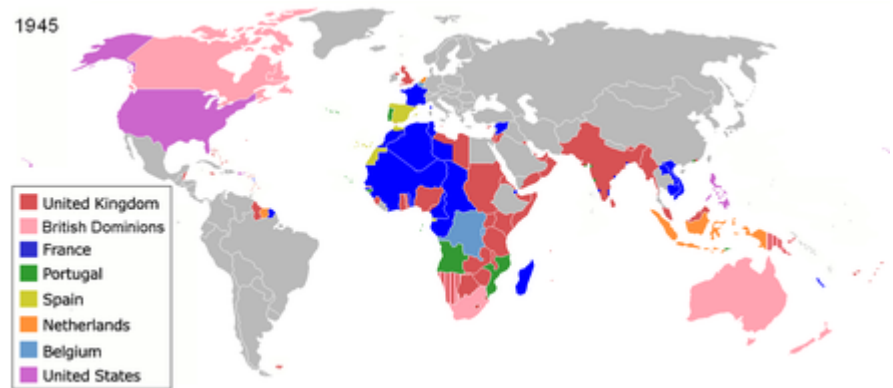 1945
United Kingdom
British Dominions
France
Portugal
Spain
Netherlands
Belgium
United States